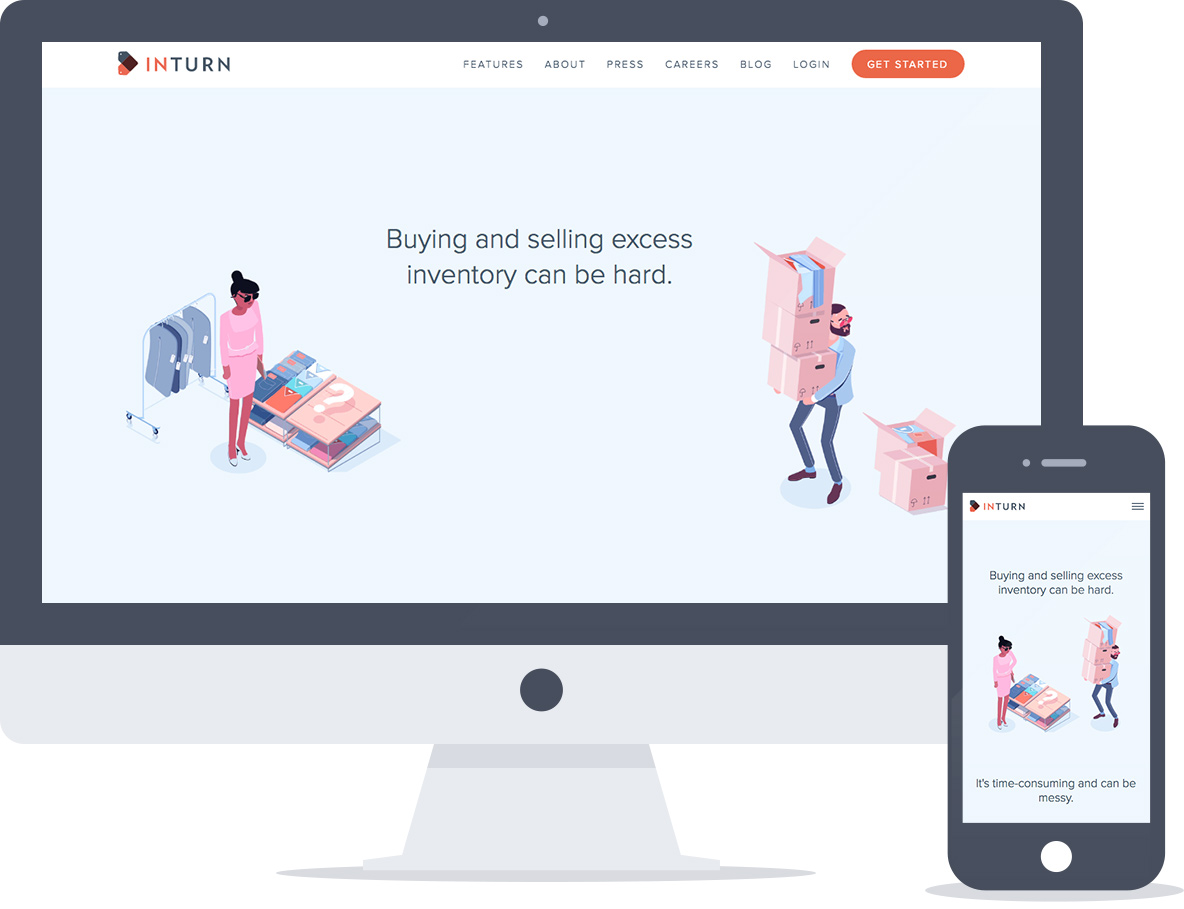 INTURN
FEATURES ABOUT PRESS CAREERS BLOG LOGIN GET STARTED
Buying and selling excess
inventory can be hard.
?
INTURN
Buying and selling excess
inventory can be hard.
?
It's time-consuming and can be
messy.